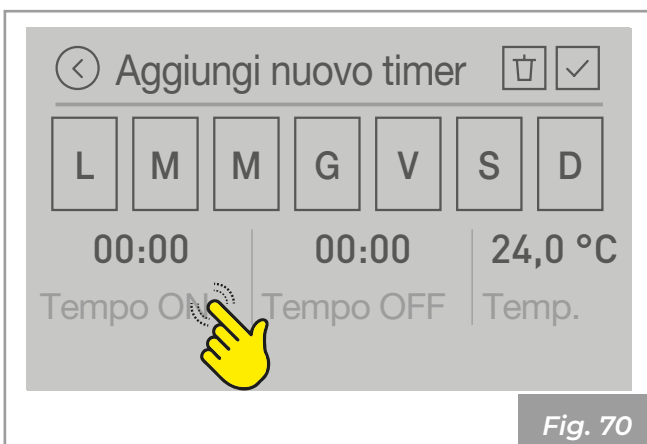 Aggiungi nuovo timer
L M M G V S D
00:00 00:00 24,0 °C
Tempo ON Tempo OFF Temp.
Fig. 70